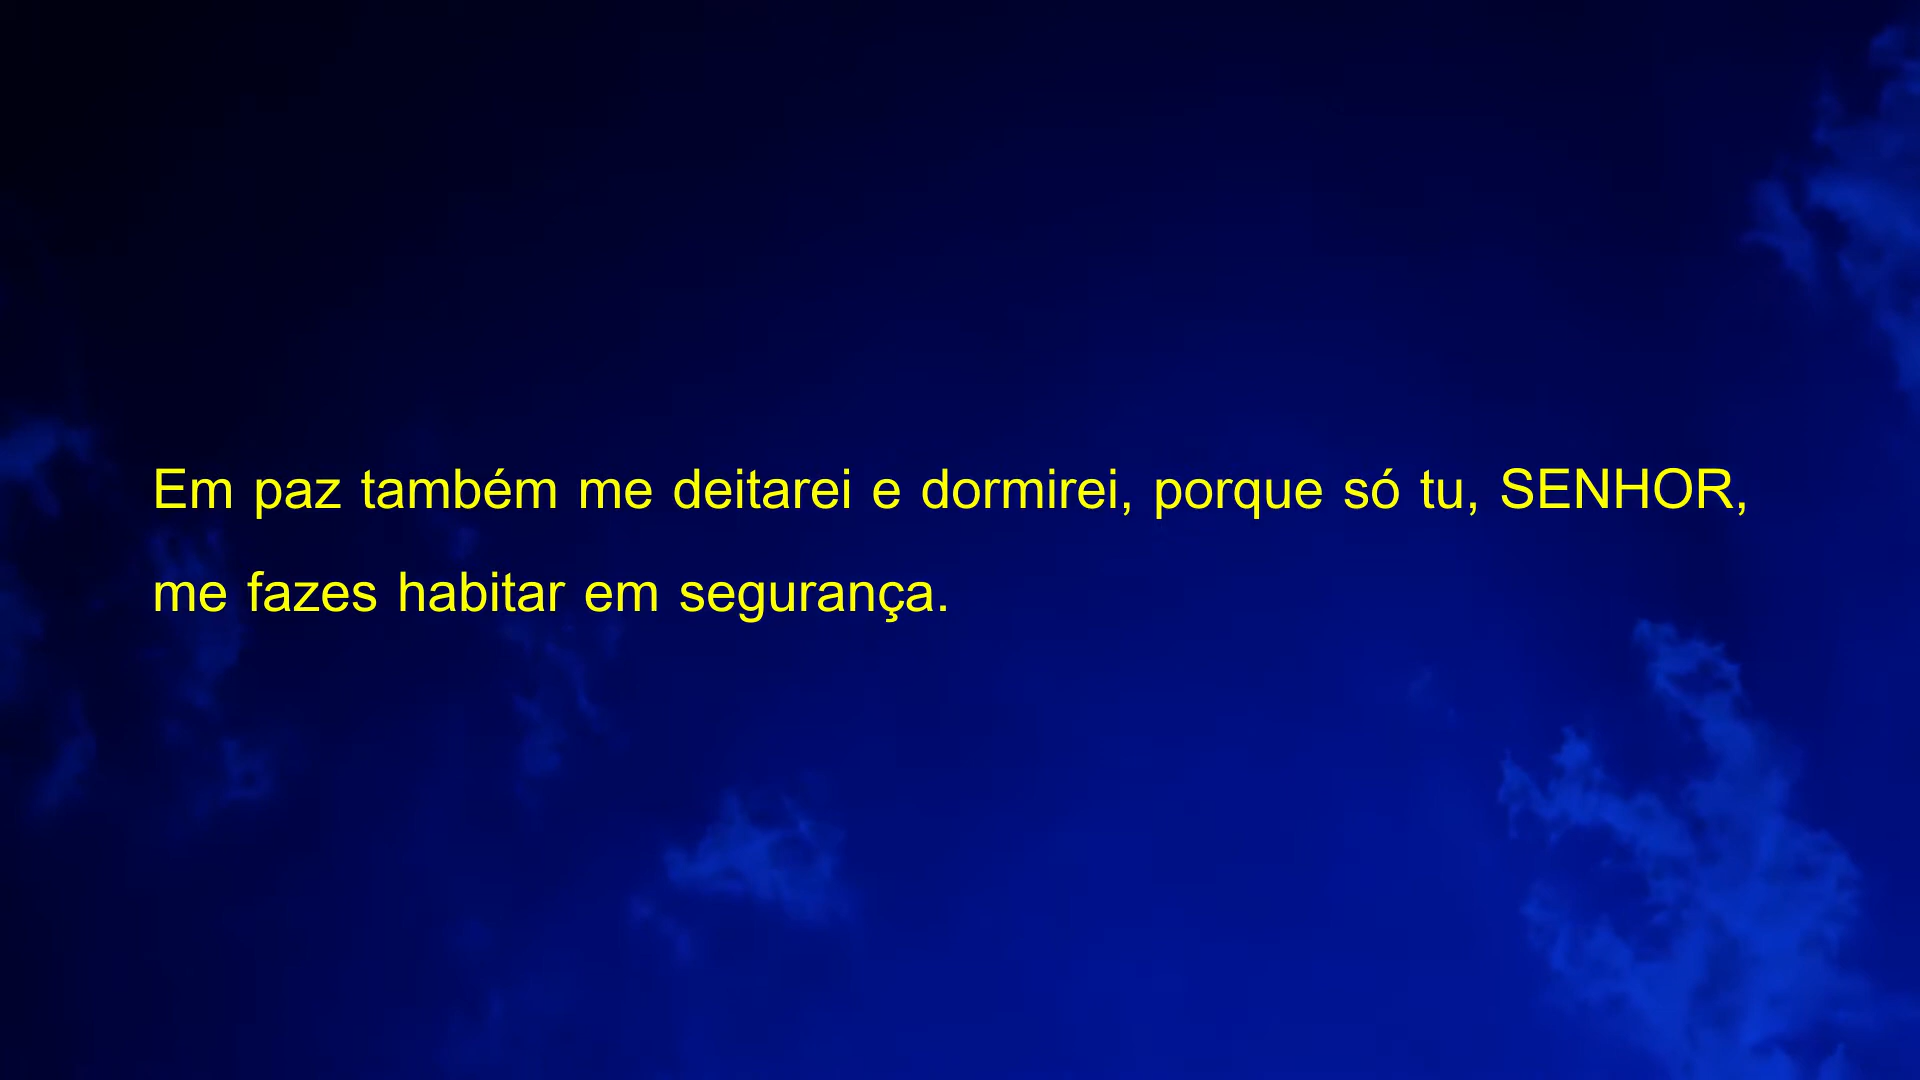 Em paz também me deitarei e dormirei, porque só tu, SENHOR,
me fazes habitar em segurança.